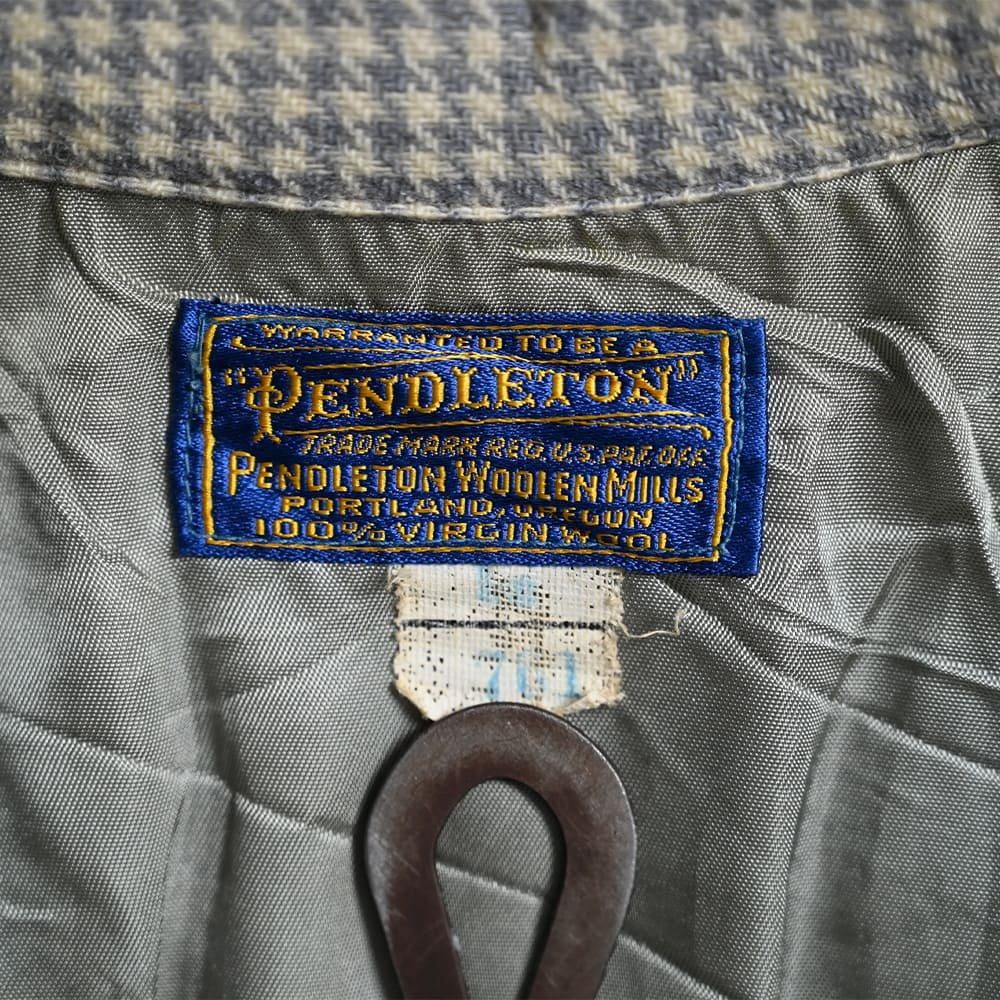 WARRANTED TO BE A
"PENDLETON"
TRADE MARK REG. U.S. PAT. OFF.
PENDLETON WOOLEN MILLS
PORTLAND, OREGON
100% VIRGIN WOOL